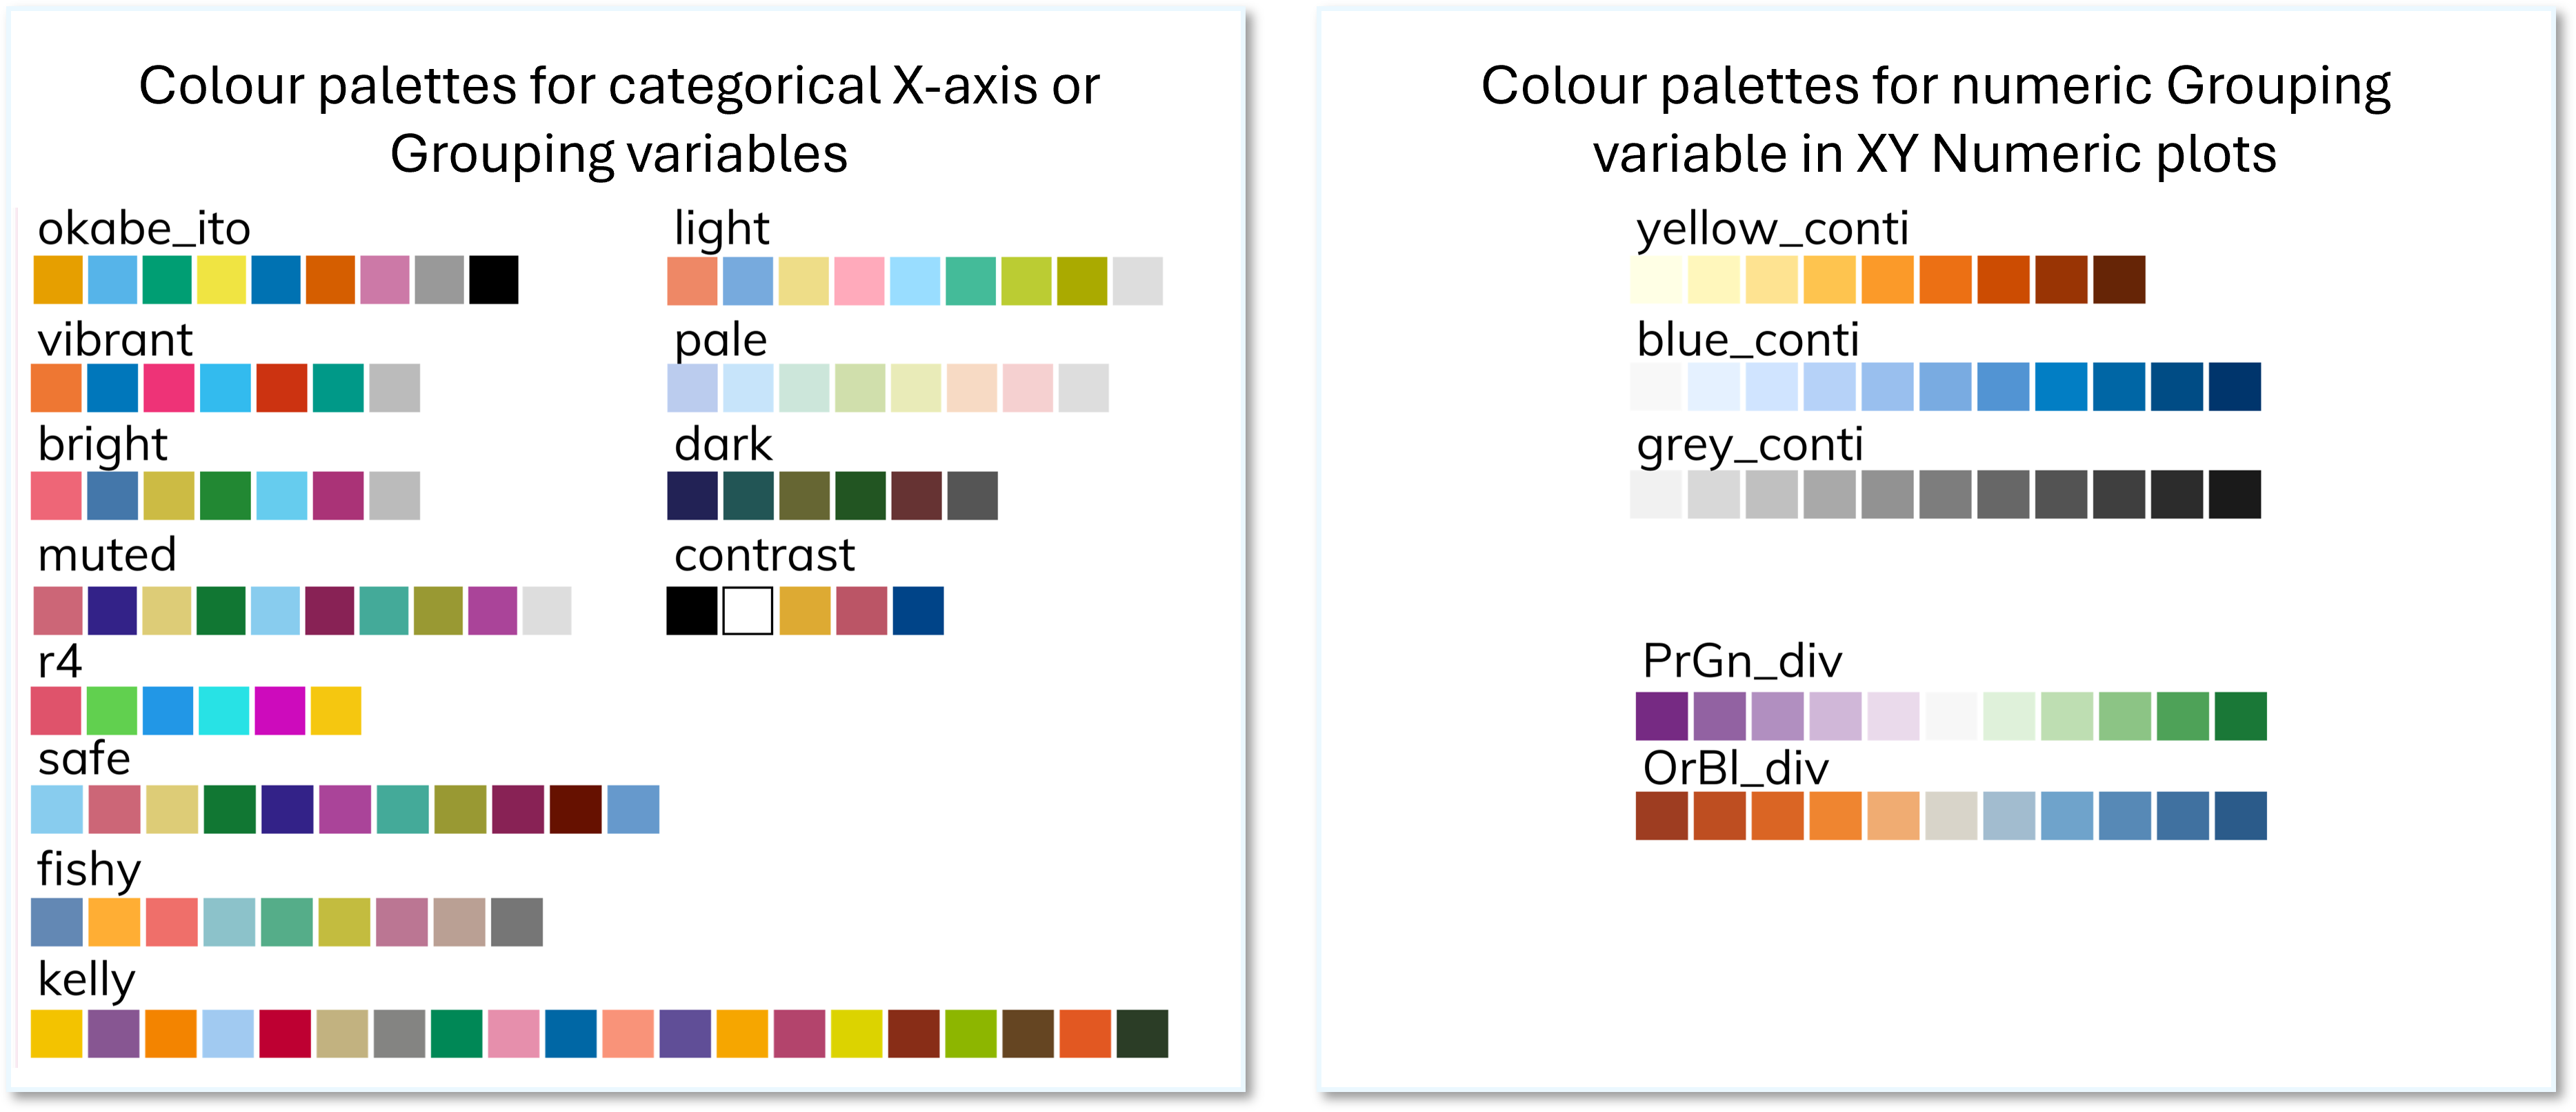 Colour palettes for categorical X-axis or
Grouping variables
okabe_ito
vibrant
bright
muted
r4
safe
fishy
kelly
light
pale
dark
contrast
Colour palettes for numeric Grouping
variable in XY Numeric plots
yellow_conti
blue_conti
grey_conti
PrGn_div
OrBl_div